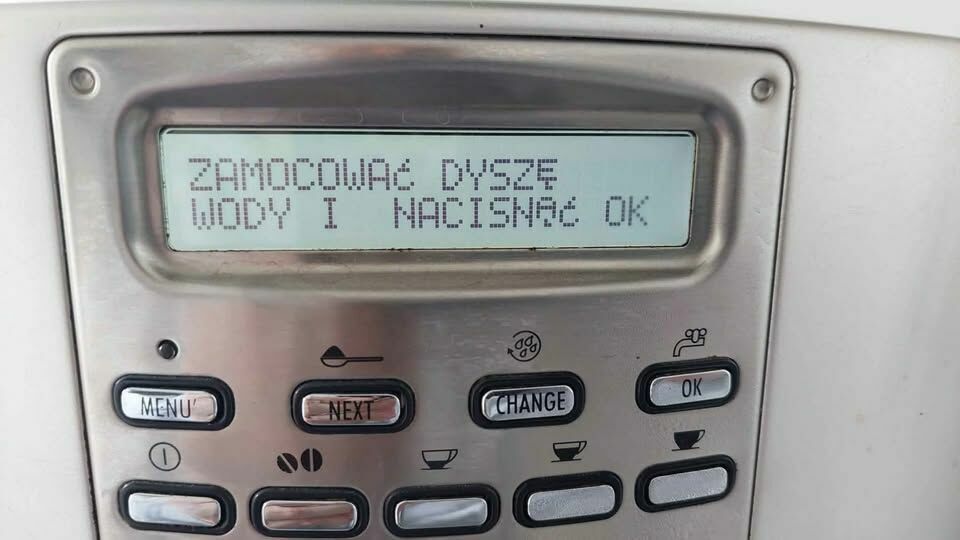 ZAMOCOWAĆ DYSZĘ
WODY I NACISNĄĆ OK
MENU
NEXT
CHANGE
OK